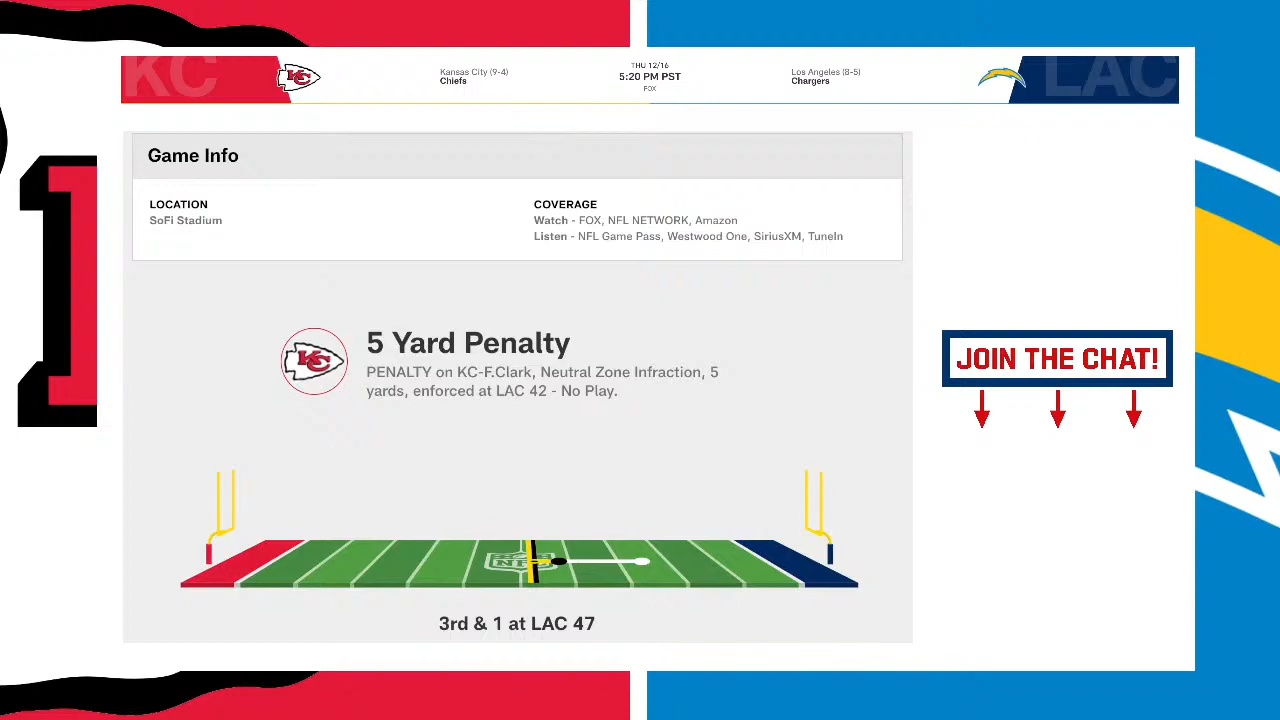 KC
KC
Kansas City (9-4)
Chiefs
THU 12/16
5:20 PM PST
FOX
Los Angeles (8-5)
Chargers
LAC
Game Info
LOCATION
SoFi Stadium
COVERAGE
Watch - FOX, NFL NETWORK, Amazon
Listen - NFL Game Pass, Westwood One, SiriusXM, TuneIn
KC
5 Yard Penalty
PENALTY on KC-F.Clark, Neutral Zone Infraction, 5
yards, enforced at LAC 42 - No Play.
JOIN THE CHAT!
NFL
3rd & 1 at LAC 47